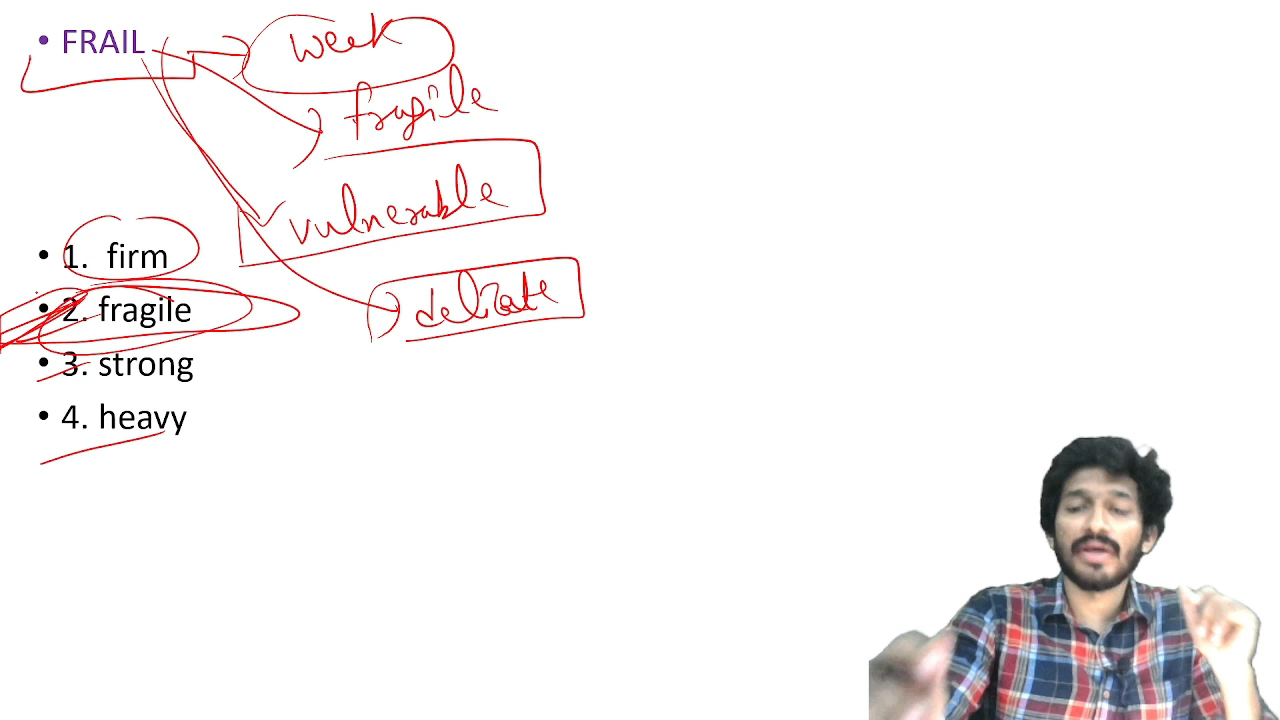 • FRAIL
week
fragile
vulnerable
delicate
• 1. firm
• 2. fragile
• 3. strong
• 4. heavy